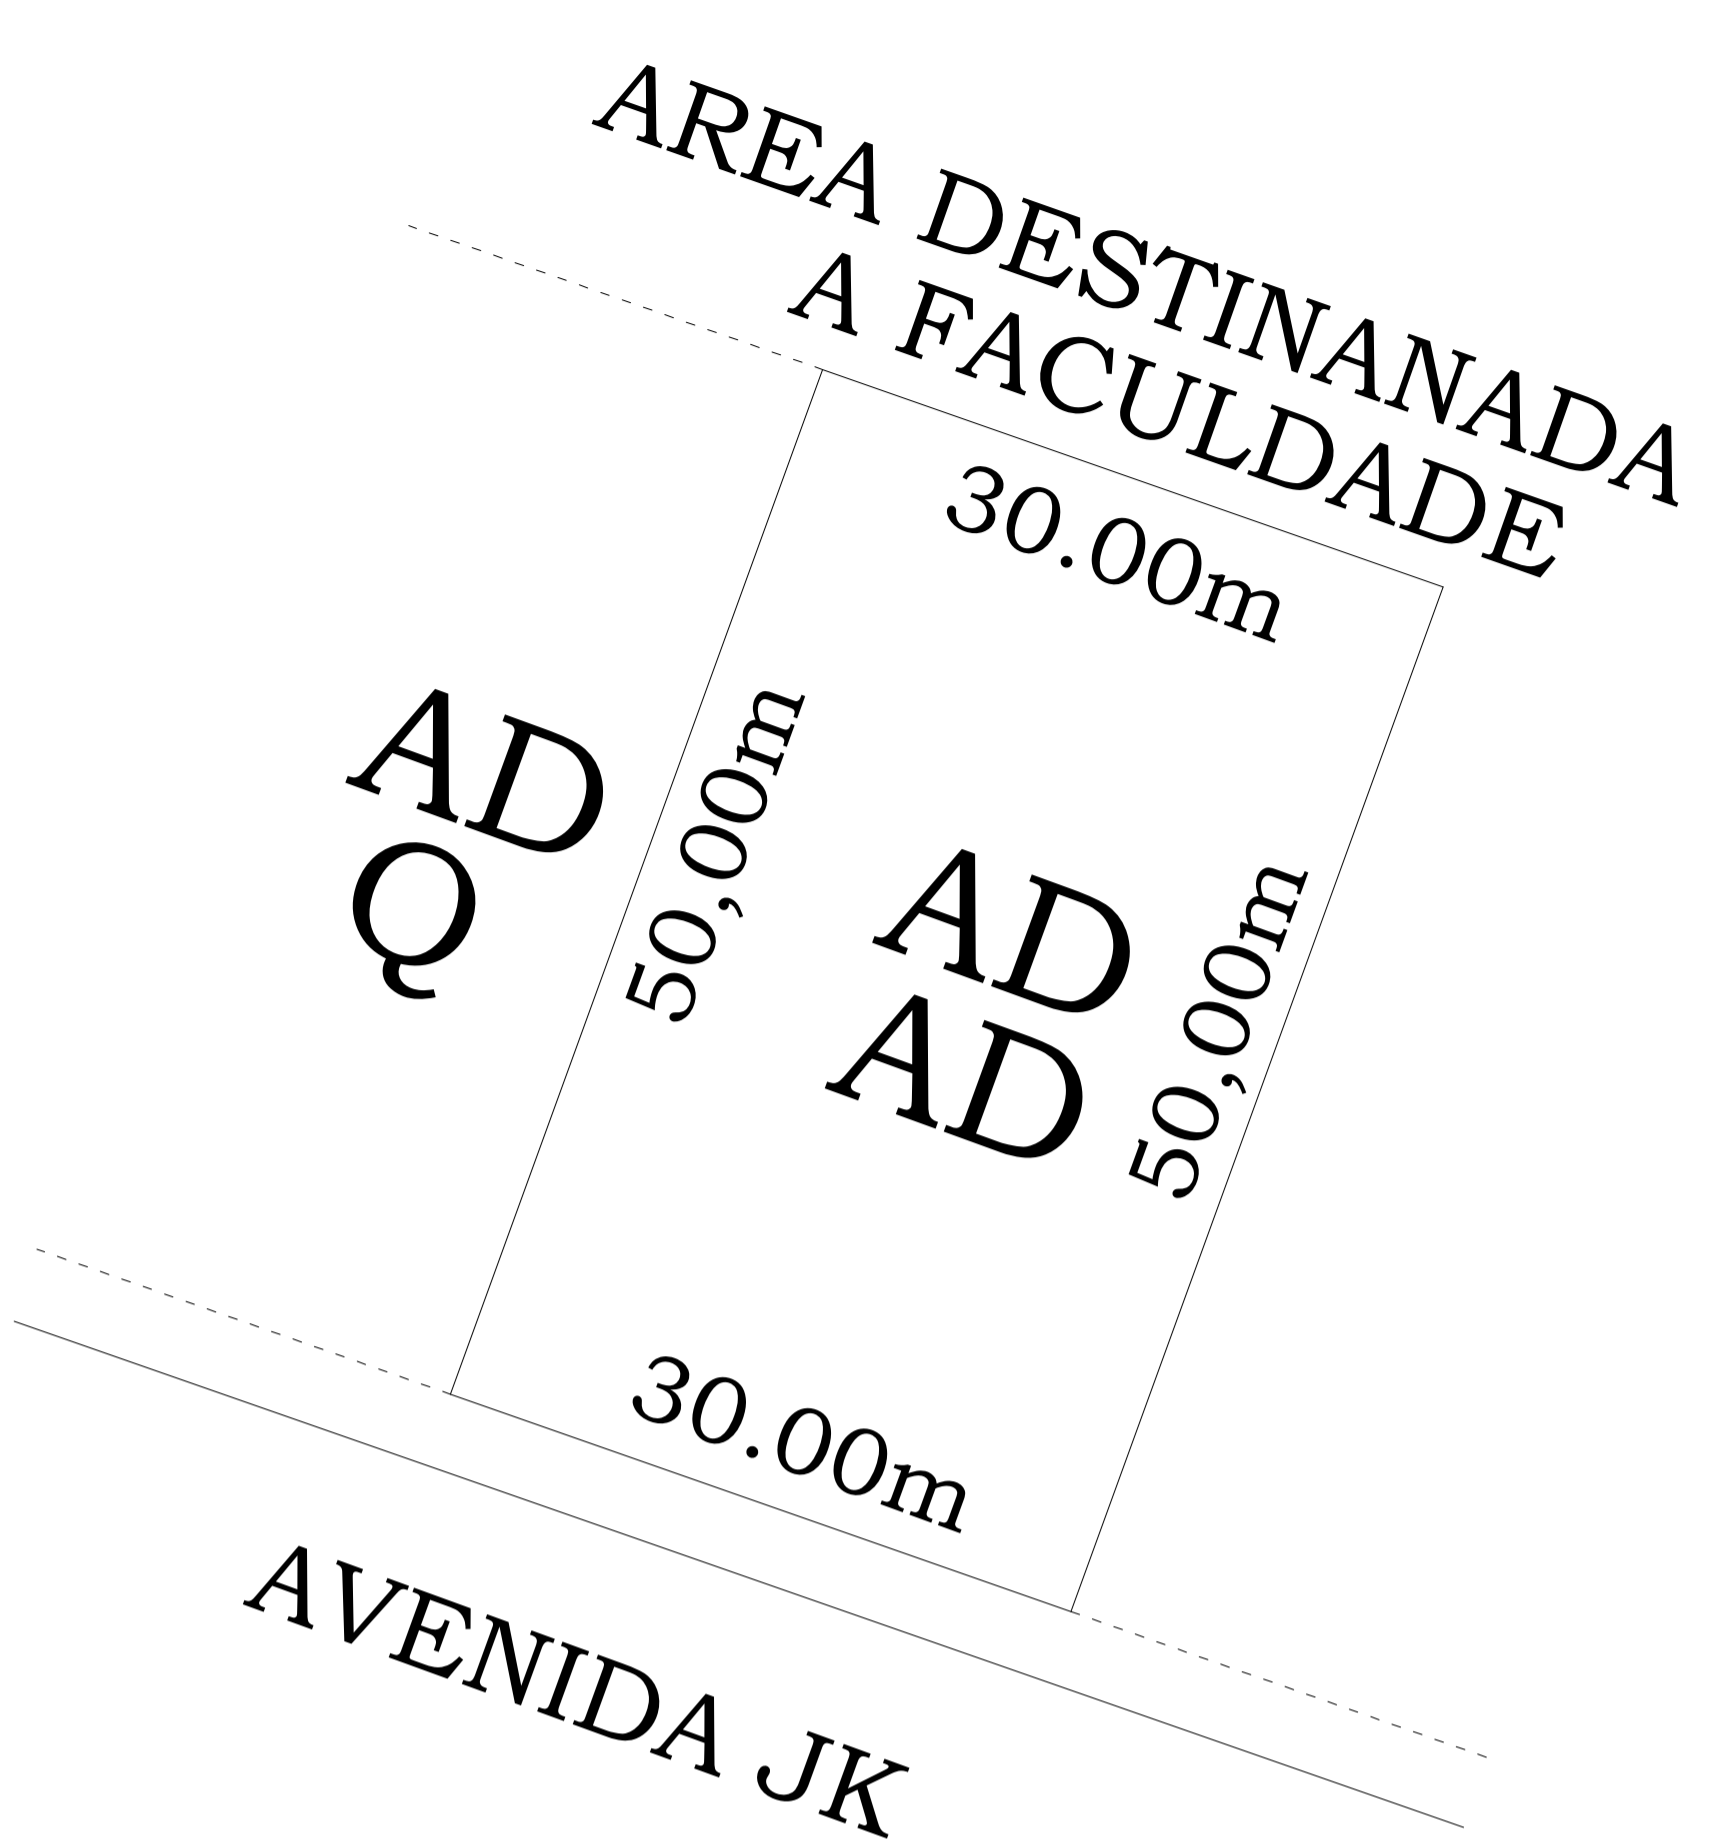 AREA DESTINANADA
A FACULDADE
30.00m
AD
Q
50,00m
AD
AD
50,00m
30.00m
AVENIDA JK